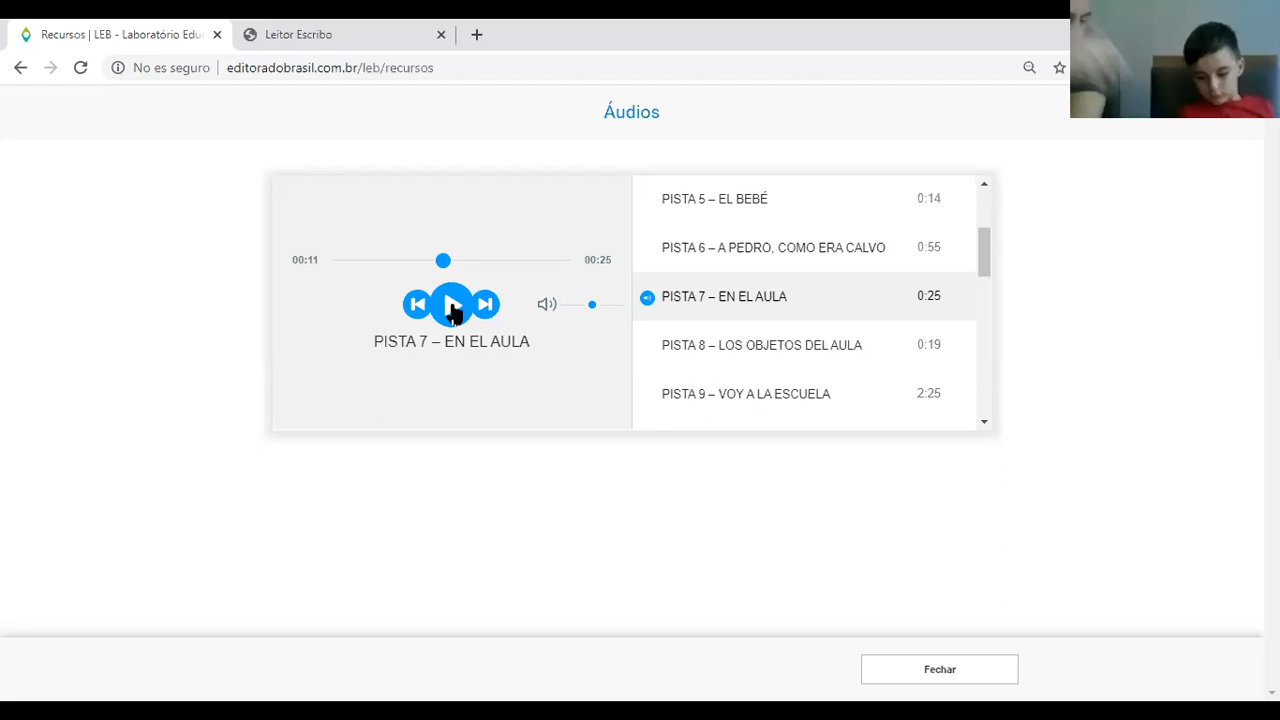 Recursos | LEB - Laboratório Educ
Leitor Escribo
No es seguro
editoradobrasil.com.br/leb/recursos
Áudios
00:11
00:25
PISTA 7 – EN EL AULA
PISTA 5 – EL BEBÉ 0:14
PISTA 6 – A PEDRO, COMO ERA CALVO 0:55
PISTA 7 – EN EL AULA 0:25
PISTA 8 – LOS OBJETOS DEL AULA 0:19
PISTA 9 – VOY A LA ESCUELA 2:25
Fechar